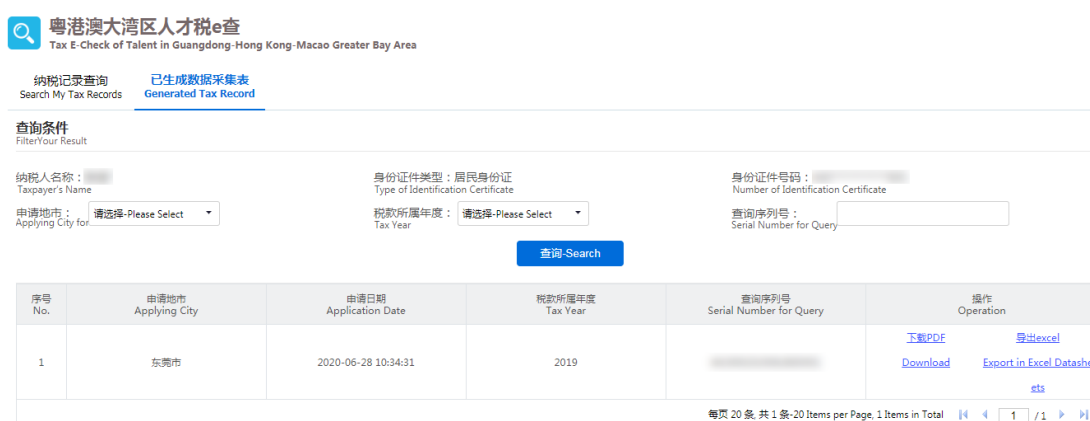 粤港澳大湾区人才税e查
Tax E-Check of Talent in Guangdong-Hong Kong-Macao Greater Bay Area
纳税记录查询 已生成数据采集表
Search My Tax Records Generated Tax Record
查询条件
FilterYour Result
纳税人名称： 身份证件类型：居民身份证 身份证件号码：
Taxpayer's Name Type of Identification Certificate Number of Identification Certificate
申请地市： 请选择-Please Select 税款所属年度： 请选择-Please Select 查询序列号：
Applying City for Tax Year Serial Number for Query
查询-Search
序号 申请地市 申请日期 税款所属年度 查询序列号 操作
No. Applying City Application Date Tax Year Serial Number for Query Operation
下载PDF 导出excel
1 东莞市 2020-06-28 10:34:31 2019 Download Export in Excel Datashe
ets
每页 20 条, 共 1 条-20 Items per Page, 1 Items in Total 1 / 1